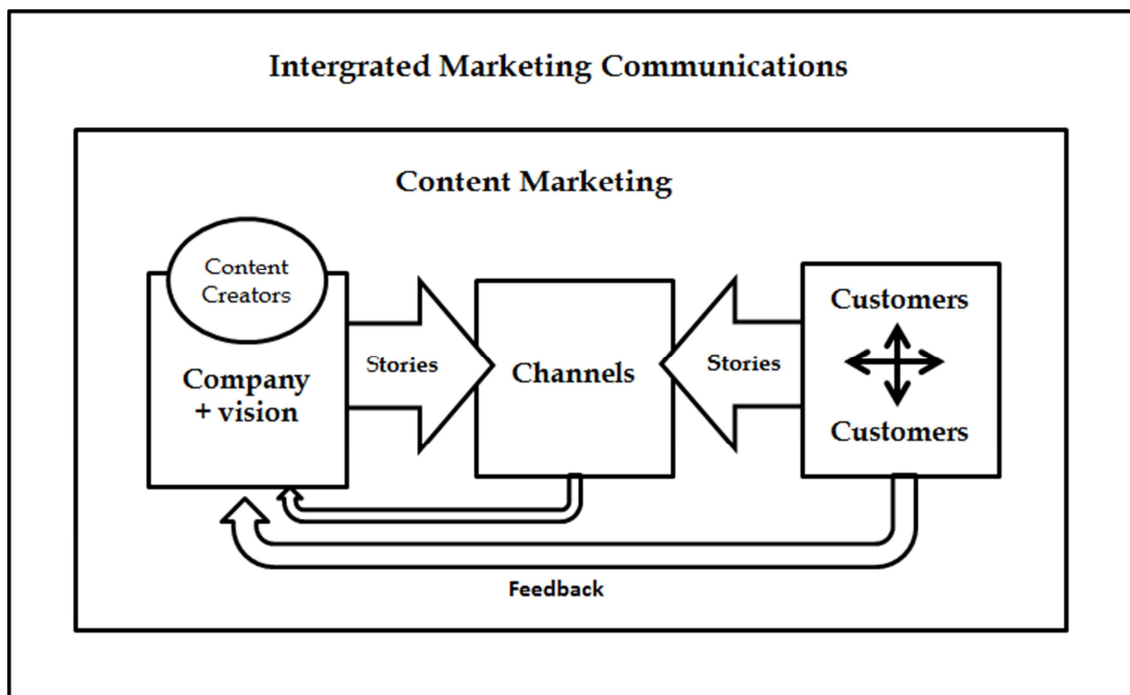 Intergrated Marketing Communications
Content Marketing
Content
Creators
Company
+ vision
Stories
Channels
Stories
Customers
Customers
Feedback